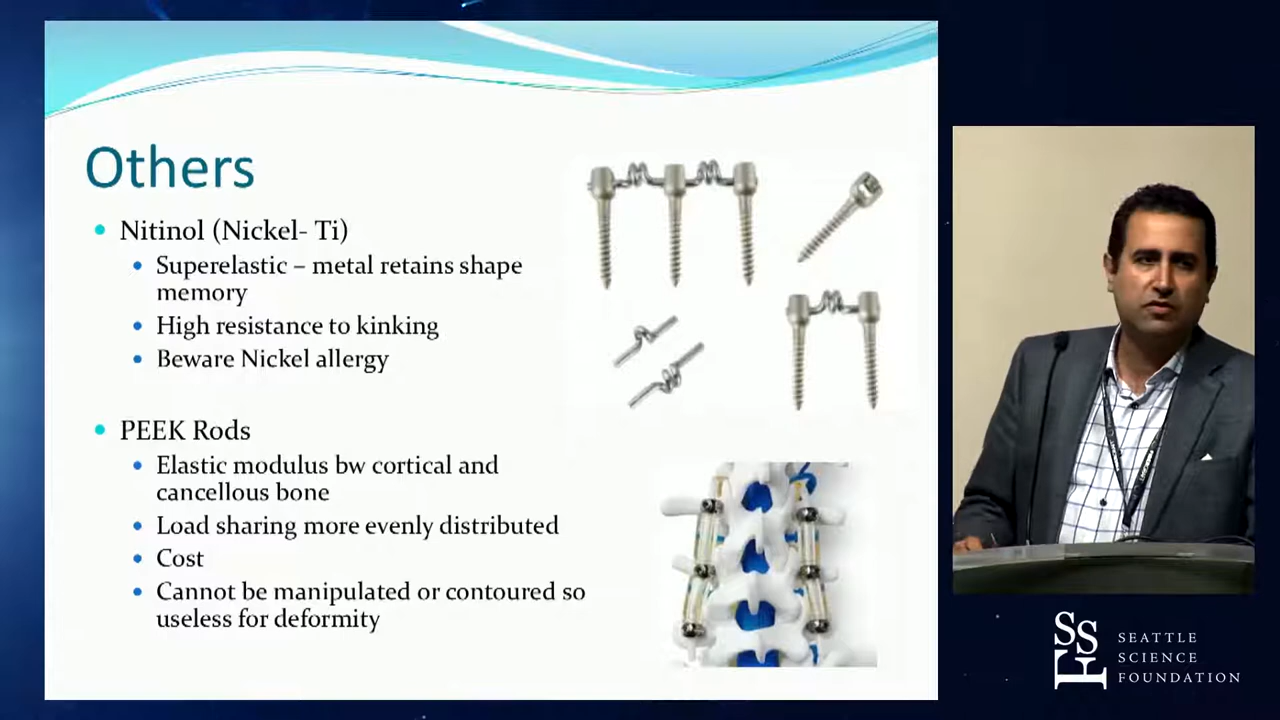 Others
Nitinol (Nickel- Ti)
Superelastic – metal retains shape
memory
High resistance to kinking
Beware Nickel allergy
PEEK Rods
Elastic modulus bw cortical and
cancellous bone
Load sharing more evenly distributed
Cost
Cannot be manipulated or contoured so
useless for deformity
SSF
SEATTLE
SCIENCE
FOUNDATION